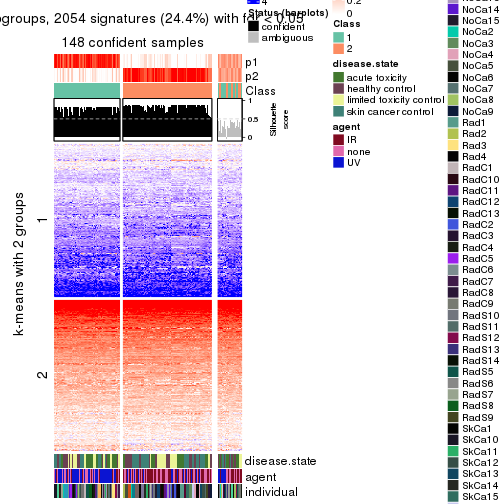 groups, 2054 signatures (24.4%) with fdr < 0.05
148 confident samples
p1
p2
Class
1
0.5
0
Silhouette
score
k-means with 2 groups
1
2
disease.state
agent
individual
4
Status (barplots)
confident
ambiguous
0.2
0
Class
1
2
disease.state
acute toxicity
healthy control
limited toxicity control
skin cancer control
agent
IR
none
UV
NoCa14
NoCa15
NoCa2
NoCa3
NoCa4
NoCa5
NoCa6
NoCa7
NoCa8
NoCa9
Rad1
Rad2
Rad3
Rad4
RadC1
RadC10
RadC11
RadC12
RadC13
RadC2
RadC3
RadC4
RadC5
RadC6
RadC7
RadC8
RadC9
RadS10
RadS11
RadS12
RadS13
RadS14
RadS5
RadS6
RadS7
RadS8
RadS9
SkCa1
SkCa10
SkCa11
SkCa12
SkCa13
SkCa14